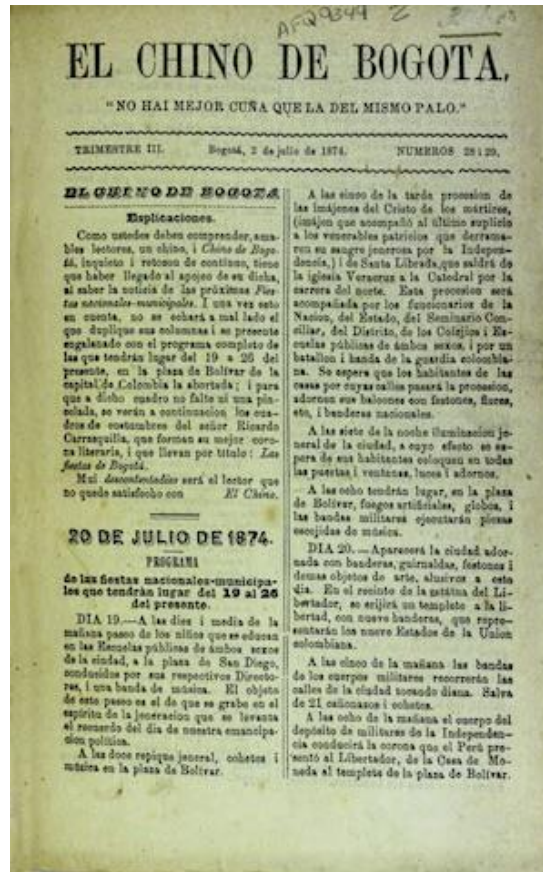 AFQ9349 2
EL CHINO DE BOGOTA,
"NO HAI MEJOR CUÑA QUE LA DEL MISMO PALO."
TRIMESTRE III. Bogotá, 2 de julio de 1874. NUMEROS 28 i 29.
EL CHINO DE BOGOTA
Esplicaciones.
Como ustedes deben comprender, ama-
bles lectores, un chino, i Chino de Bogo-
tá, inquieto i retozon de continuo, tiene
que haber llegado al apojeo de su dicha,
al saber la noticia de las próximas Fies-
tas nacionales-municipales. I una vez esto
en cuenta, no se echará a mal lado el
que duplique sus columnas i se presente
engalanado con el programa completo de
las que tendrán lugar del 19 a 26 del
presente, en la plaza de Bolívar de la
capital de Colombia la abortada; i para
que a dicho cuadro no falte ni una pin-
celada, se verán a continuacion los cua-
dros de costumbres del señor Ricardo
Carrasquilla, que forman su mejor coro-
na literaria, i que llevan por título: Las
fiestas de Bogotá.
Mui descontentadizo será el lector que
no quede satisfecho con El Chino.
20 DE JULIO DE 1874.
PROGRAMA
de las fiestas nacionales-municipa-
les que tendrán lugar del 19 al 26
del presente.
DIA 19.—A las diez i media de la
mañana paseo de los niños que se educan
en las Escuelas públicas de ámbos sexos
de la ciudad, a la plaza de San Diego,
conducidos por sus respectivos Directo-
res, i una banda de música. El objeto
de este paseo es el de que se grabe en el
espíritu de la jeneracion que se levanta
el recuerdo del dia de nuestra emancipa-
cion política.
A las doce repique jeneral, cohetes i
música en la plaza de Bolívar.
A las cinco de la tarde procesion de
las imájenes del Cristo de los mártires,
(imájen que acompañó al último suplicio
a los venerables patricios que derrama-
ron su sangre jenerosa por la Indepen-
dencia,) i de Santa Librada, que saldrá de
la iglesia Veracruz a la Catedral por la
carrera del norte. Esta procesion será
acompañada por los funcionarios de la
Nacion, del Estado, del Seminario Con-
ciliar, del Distrito, de los Colejios i Es-
cuelas públicas de ámbos sexos, i por un
batallon i banda de la guardia colombia-
na. Se espera que los habitantes de las
casas por cuyas calles pasará la procesion,
adornen sus balcones con festones, flores,
etc, i banderas nacionales.
A las siete de la noche iluminacion je-
neral de la ciudad, a cuyo efecto se es-
pera de sus habitantes coloquen en todas
las puertas i ventanas, luces i adornos.
A las ocho tendrán lugar, en la plaza
de Bolívar, fuegos artificiales, globos, i
las bandas militares ejecutarán piezas
escojidas de música.
DIA 20.—Aparecerá la ciudad ador-
nada con banderas, guirnaldas, festones i
demas objetos de arte, alusivos a este
dia. En el recinto de la estátua del Li-
bertador, se erijirá un templete a la li-
bertad, con nueve banderas, que repre-
sentarán los nueve Estados de la Union
colombiana.
A las cinco de la mañana las bandas
de los cuerpos militares recorrerán las
calles de la ciudad tocando diana. Salva
de 21 cañonazos i cohetes.
A las ocho de la mañana el cuerpo del
depósito de militares de la Independen-
cia conducirá la corona que el Perú pre-
sentó al Libertador, de la Casa de Mo-
neda al templete de la plaza de Bolívar.